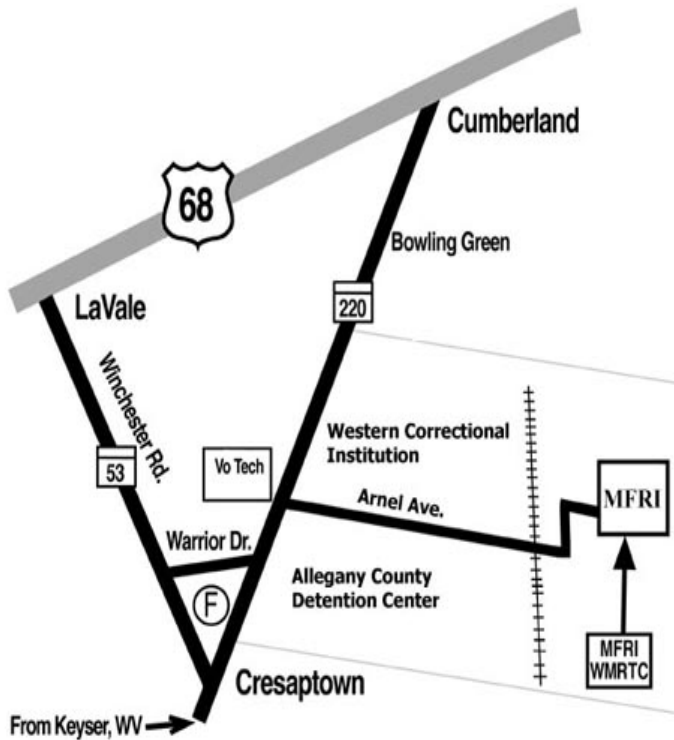 Cumberland
68
Bowling Green
LaVale
220
Winchester Rd.
53
Vo Tech
Western Correctional
Institution
Arnel Ave.
MFRI
Warrior Dr.
F
Allegany County
Detention Center
MFRI
WMRTC
Cresaptown
From Keyser, WV